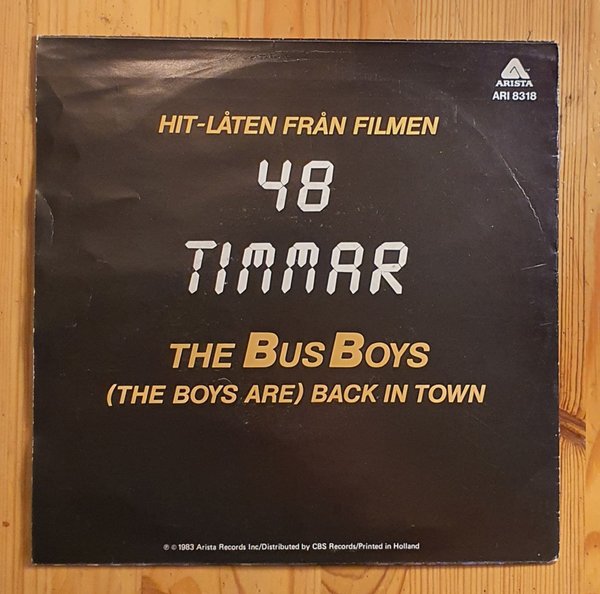 ARISTA
ARI 8318
HIT-LÅTEN FRÅN FILMEN
48
TIMMAR
THE BUS BOYS
(THE BOYS ARE) BACK IN TOWN
℗ © 1983 Arista Records Inc/Distributed by CBS Records/Printed in Holland